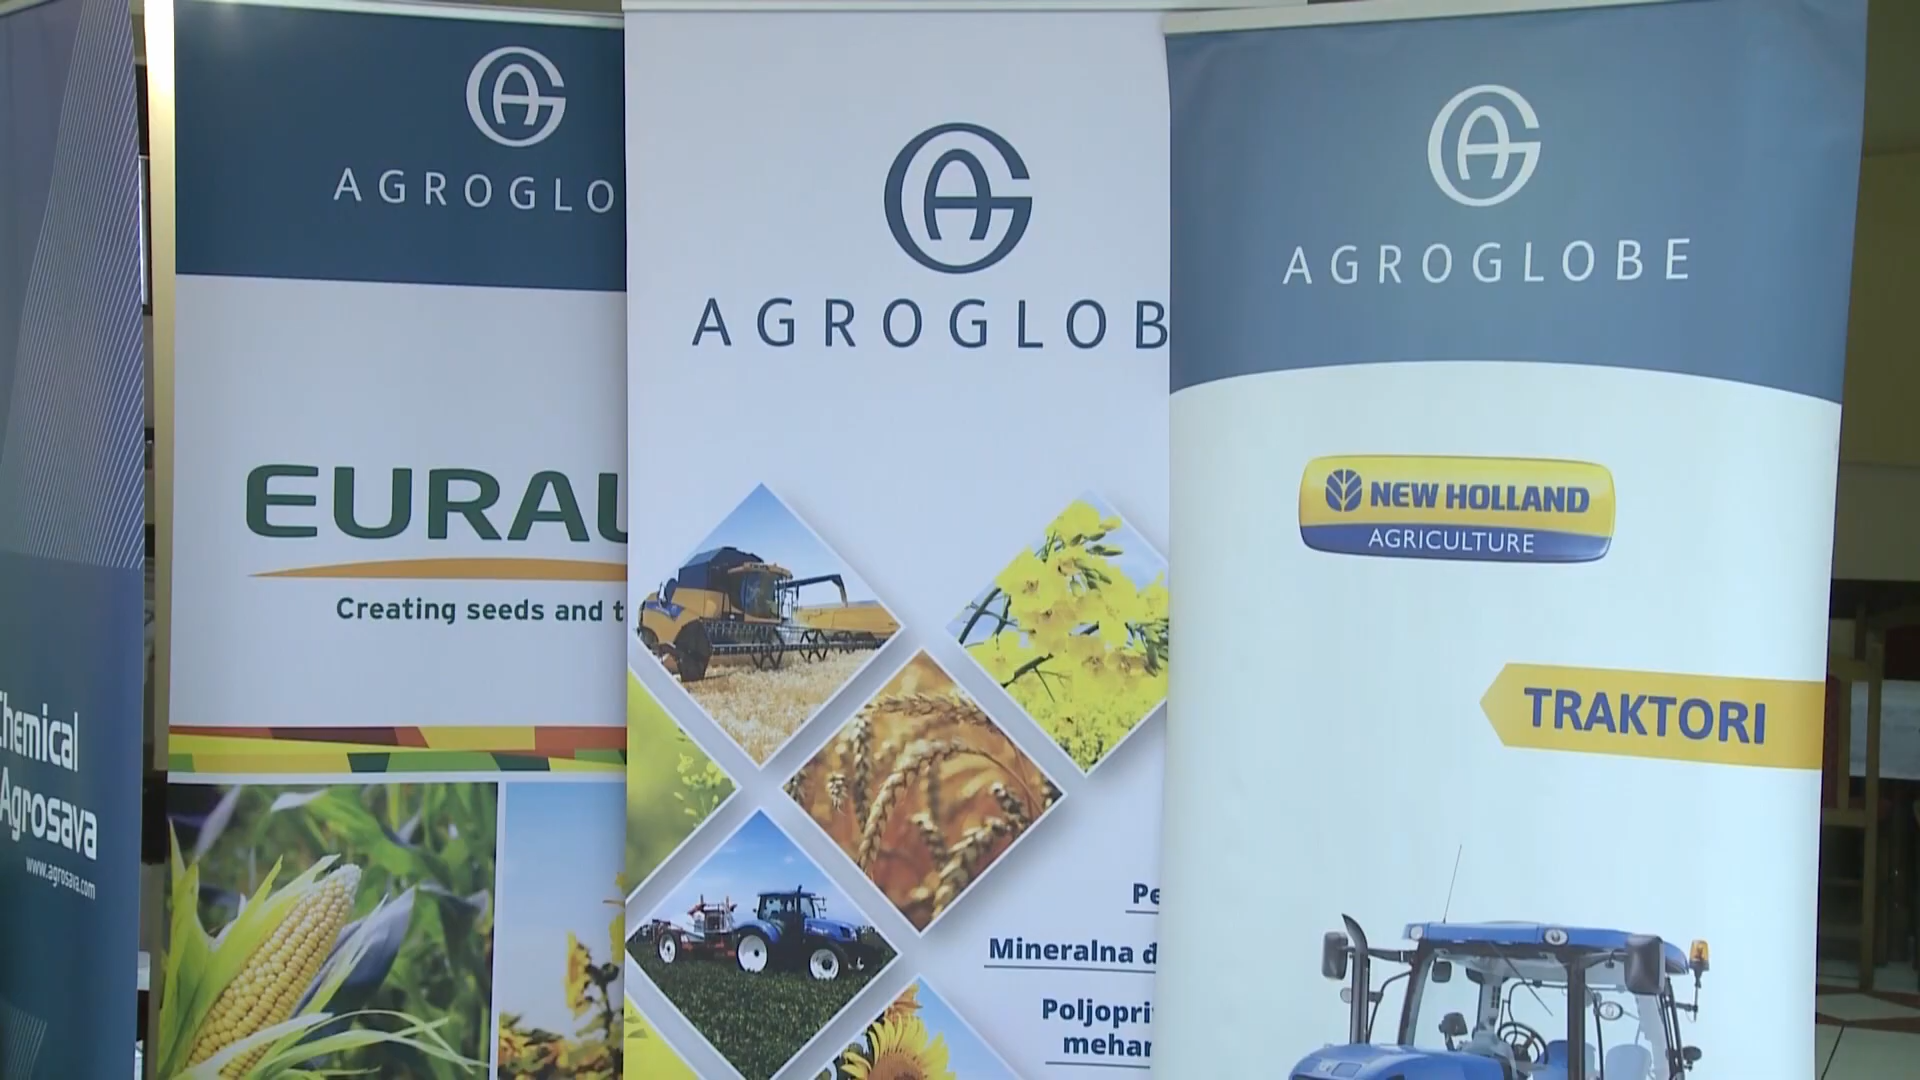 Chemical
Agrosava
www.agrosava.com
AGROGLO
EURAL
Creating seeds and t
AGROGLOB
Pe
Mineralna đ
Poljopri
mehar
AGROGLOBE
NEW HOLLAND
AGRICULTURE
TRAKTORI